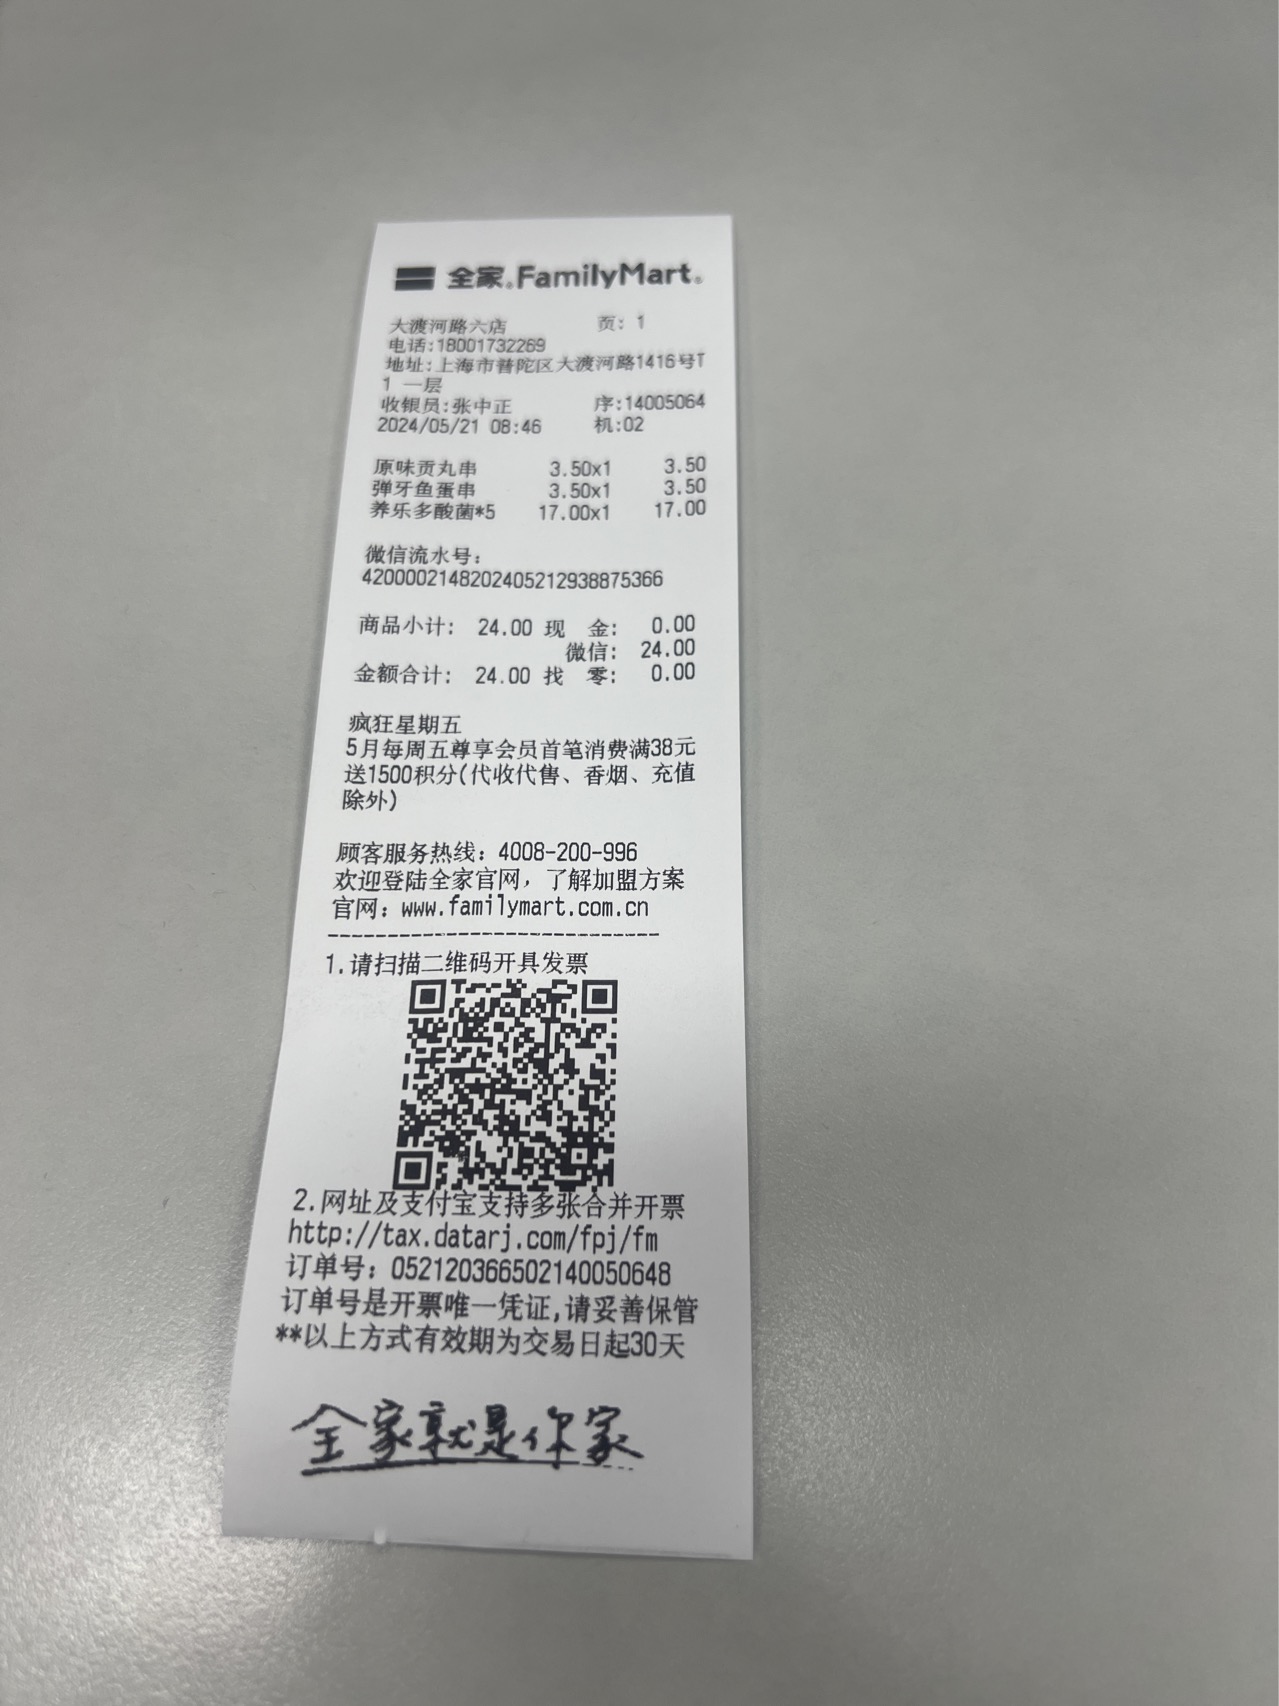 全家®FamilyMart®
大渡河路六店 页: 1
电话:18001732269
地址:上海市普陀区大渡河路1416号T
1 一层
收银员:张中正 序:14005064
2024/05/21 08:46 机:02
原味贡丸串 3.50x1 3.50
弹牙鱼蛋串 3.50x1 3.50
养乐多酸菌*5 17.00x1 17.00
微信流水号:
4200002148202405212938875366
商品小计: 24.00 现 金: 0.00
微信: 24.00
金额合计: 24.00 找 零: 0.00
疯狂星期五
5月每周五尊享会员首笔消费满38元
送1500积分(代收代售、香烟、充值
除外)
顾客服务热线: 4008-200-996
欢迎登陆全家官网,了解加盟方案
官网: www.familymart.com.cn
----------------------------
1.请扫描二维码开具发票
2.网址及支付宝支持多张合并开票
http://tax.datarj.com/fpj/fm
订单号: 052120366502140050648
订单号是开票唯一凭证,请妥善保管
**以上方式有效期为交易日起30天
全家就是你家